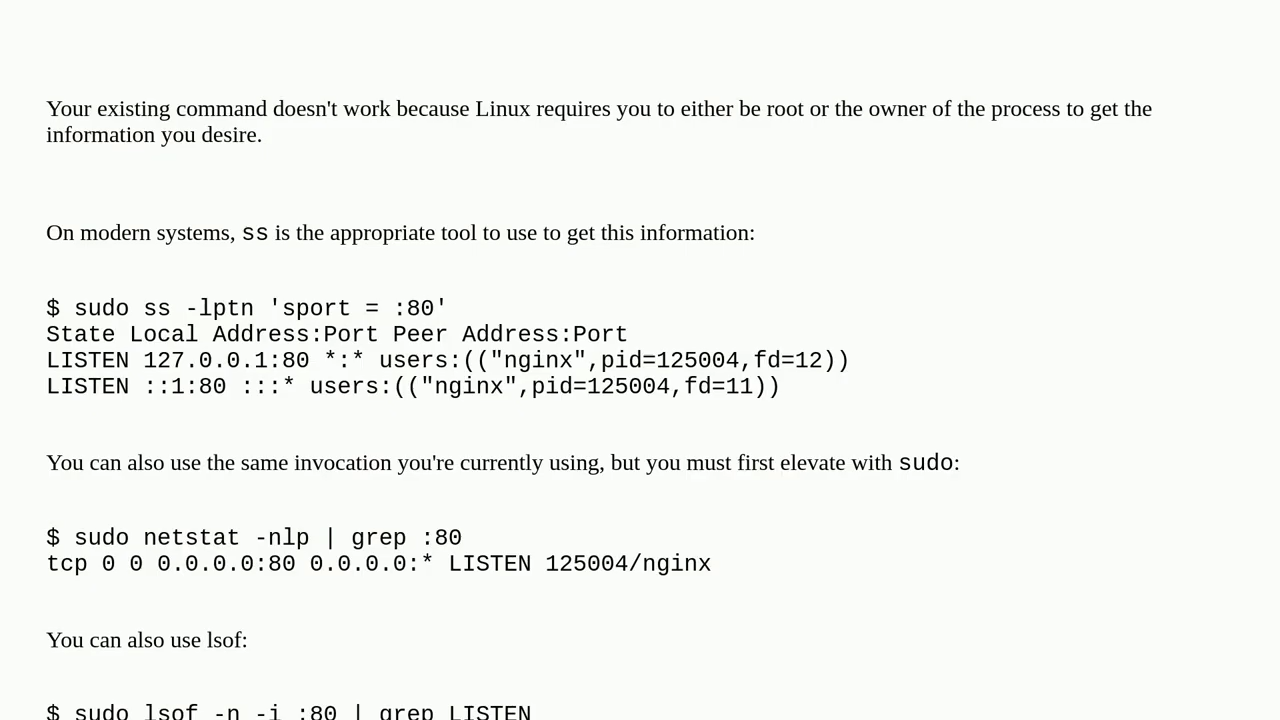 Your existing command doesn't work because Linux requires you to either be root or the owner of the process to get the
information you desire.
On modern systems, ss is the appropriate tool to use to get this information:
$ sudo ss -lptn 'sport = :80'
State Local Address:Port Peer Address:Port
LISTEN 127.0.0.1:80 *:* users:(("nginx",pid=125004,fd=12))
LISTEN ::1:80 :::* users:(("nginx",pid=125004,fd=11))
You can also use the same invocation you're currently using, but you must first elevate with sudo:
$ sudo netstat -nlp | grep :80
tcp 0 0 0.0.0.0:80 0.0.0.0:* LISTEN 125004/nginx
You can also use lsof:
$ sudo lsof -n -i :80 | grep LISTEN